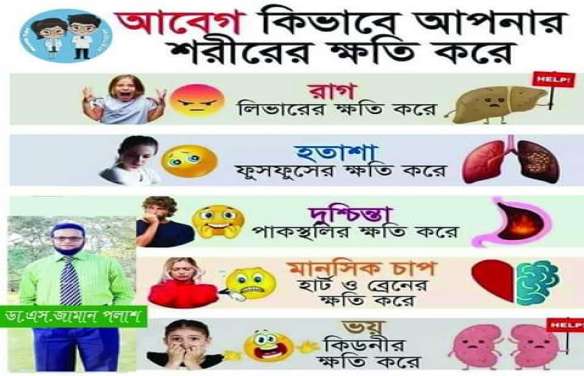 আবেগ কিভাবে আপনার
শরীরের ক্ষতি করে
রাগ
লিভারের ক্ষতি করে
HELP!
হতাশা
ফুসফুসের ক্ষতি করে
দুশ্চিন্তা
পাকস্থলির ক্ষতি করে
মানসিক চাপ
হার্ট ও ব্রেনের
ক্ষতি করে
ডা.এস.জামান পলাশ
ভয়
কিডনীর
ক্ষতি করে
HELP!